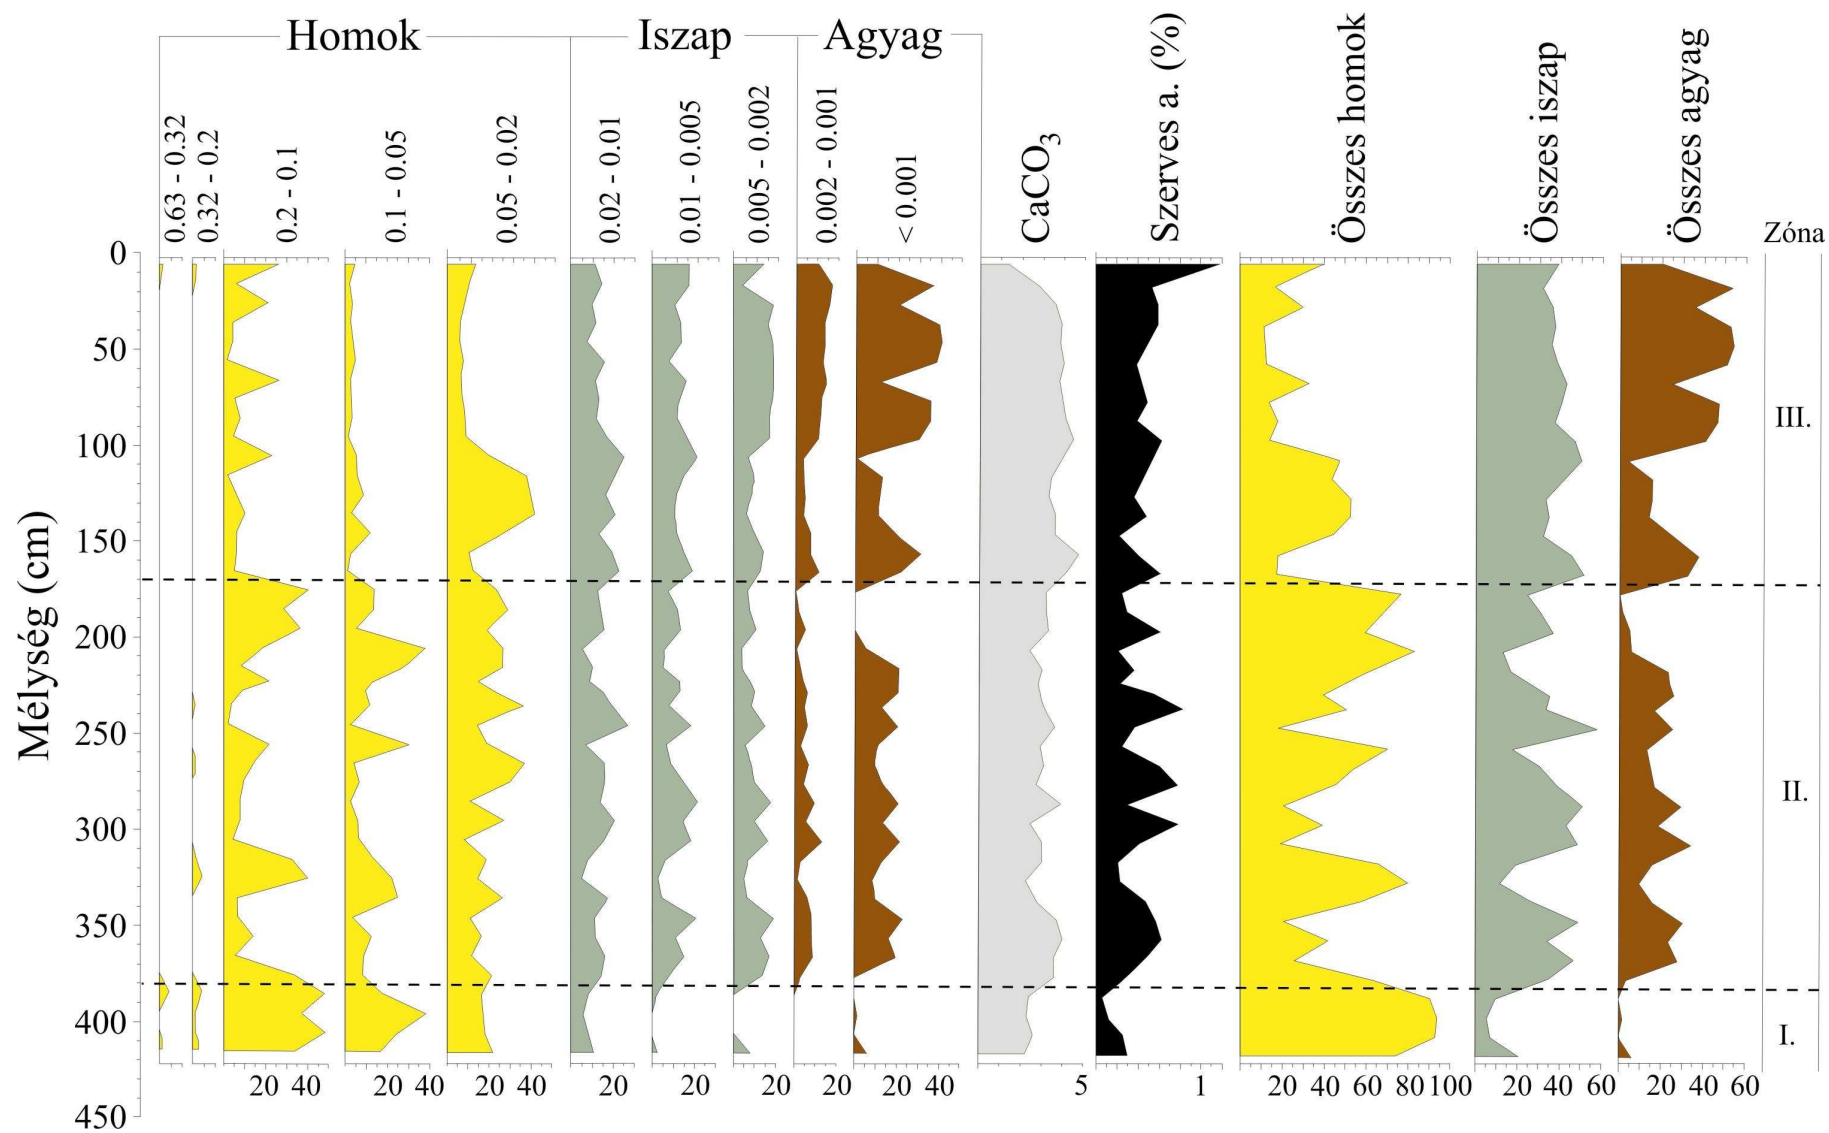 Homok Iszap Agyag
0.63 - 0.32
0.32 - 0.2
0.2 - 0.1
0.1 - 0.05
0.05 - 0.02
0.02 - 0.01
0.01 - 0.005
0.005 - 0.002
0.002 - 0.001
< 0.001
CaCO3
Szerves a. (%)
Összes homok
Összes iszap
Összes agyag
Zóna
Mélység (cm)
0
50
100
150
200
250
300
350
400
450
III.
II.
I.
20 40 20 40 20 40 20 20 20 20 20 40 5 1 20 40 60 80 100 20 40 60 20 40 60